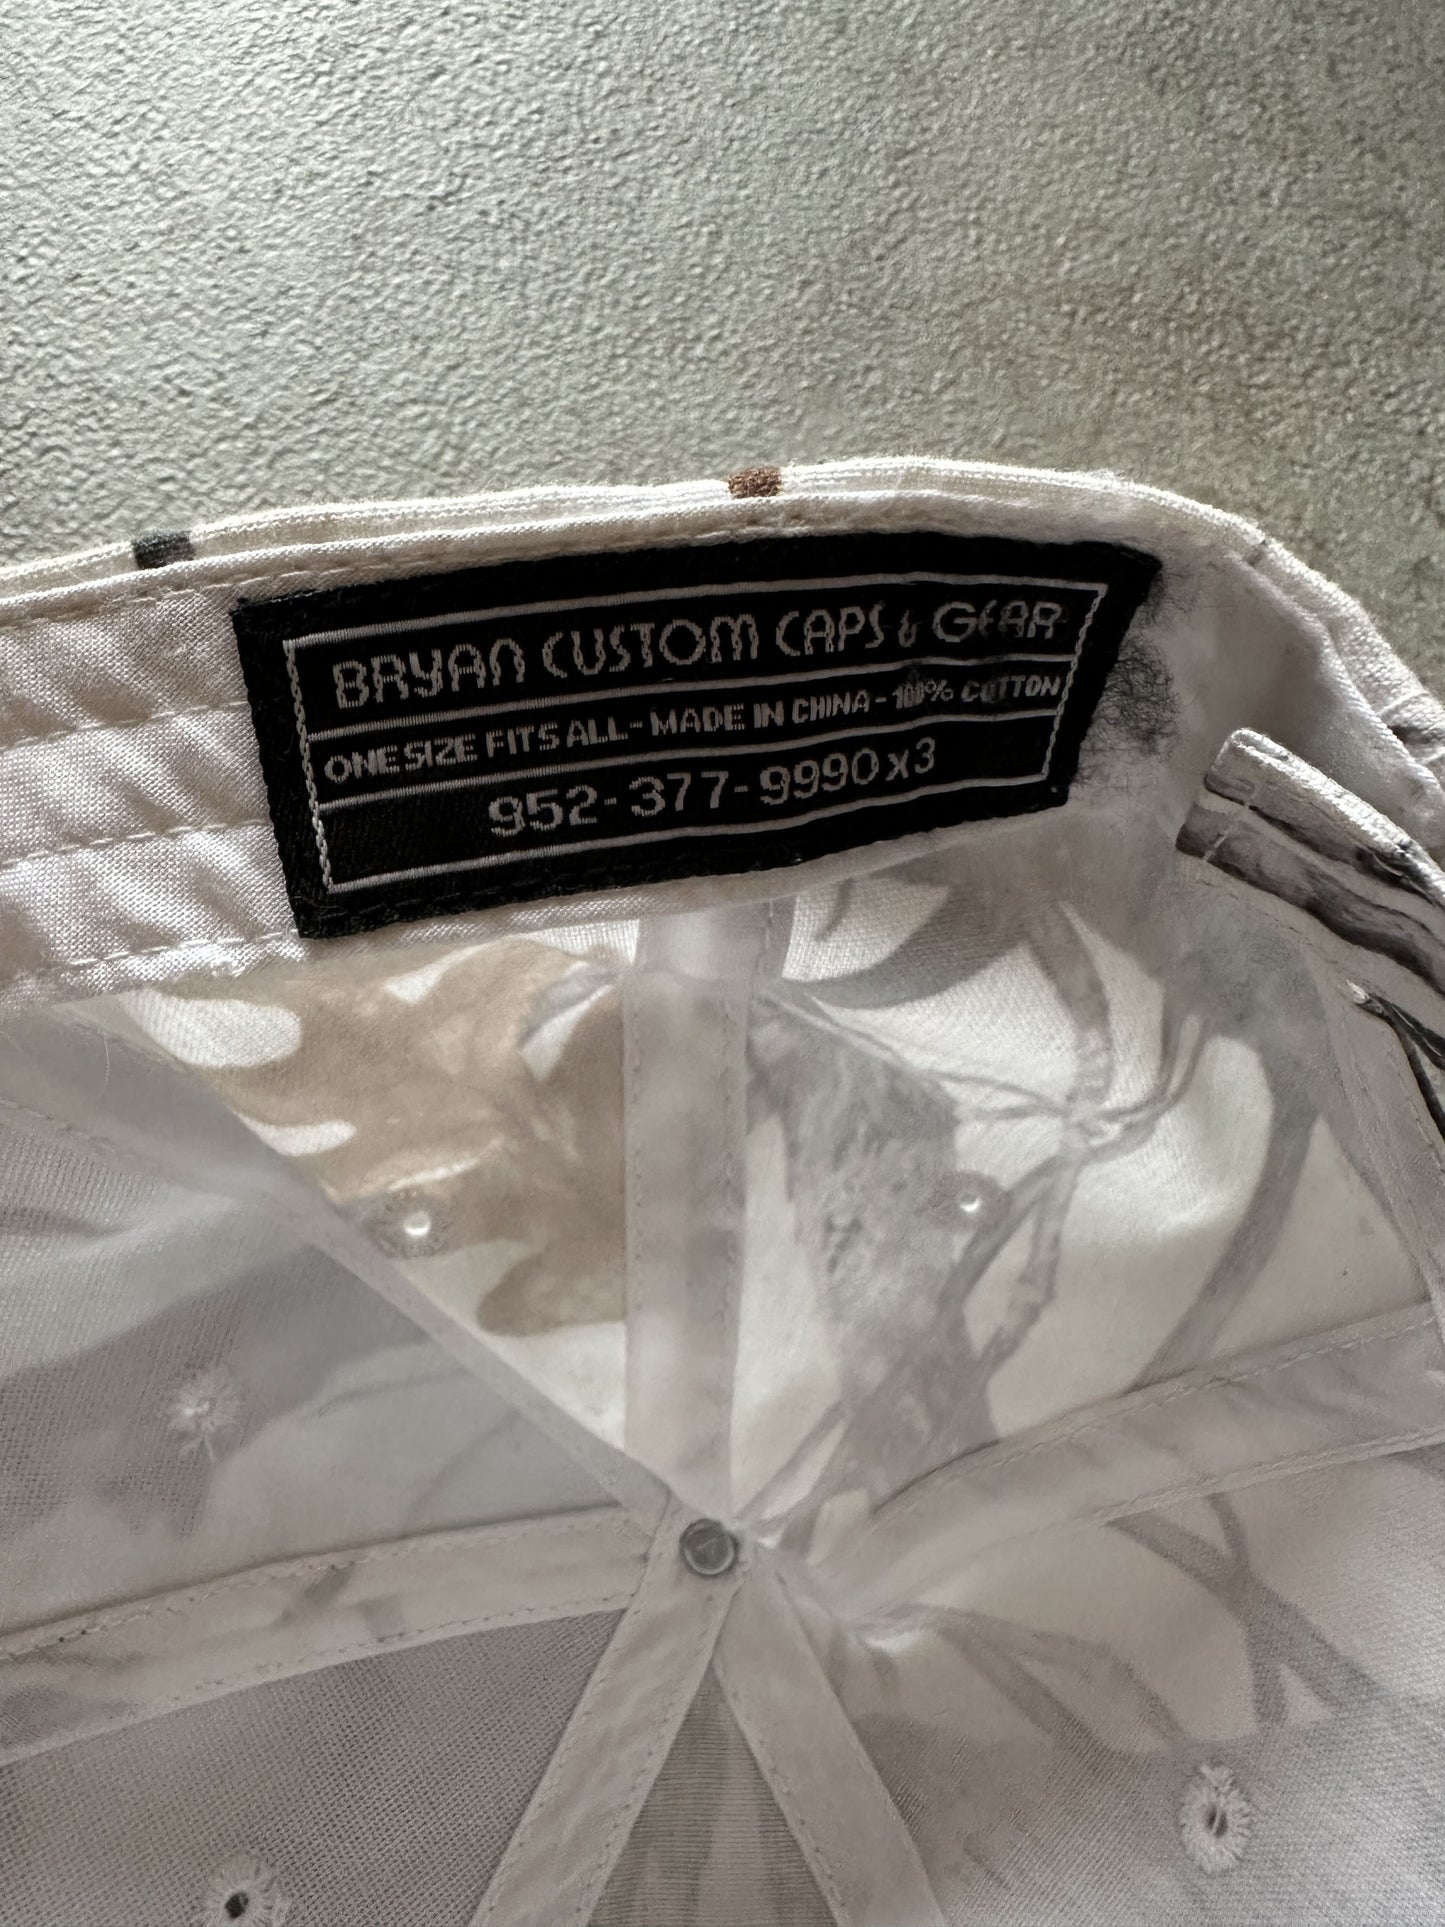 BRYAN CUSTOM CAPS & GEAR
ONE SIZE FITS ALL - MADE IN CHINA - 100% COTTON
952-377-9990x3